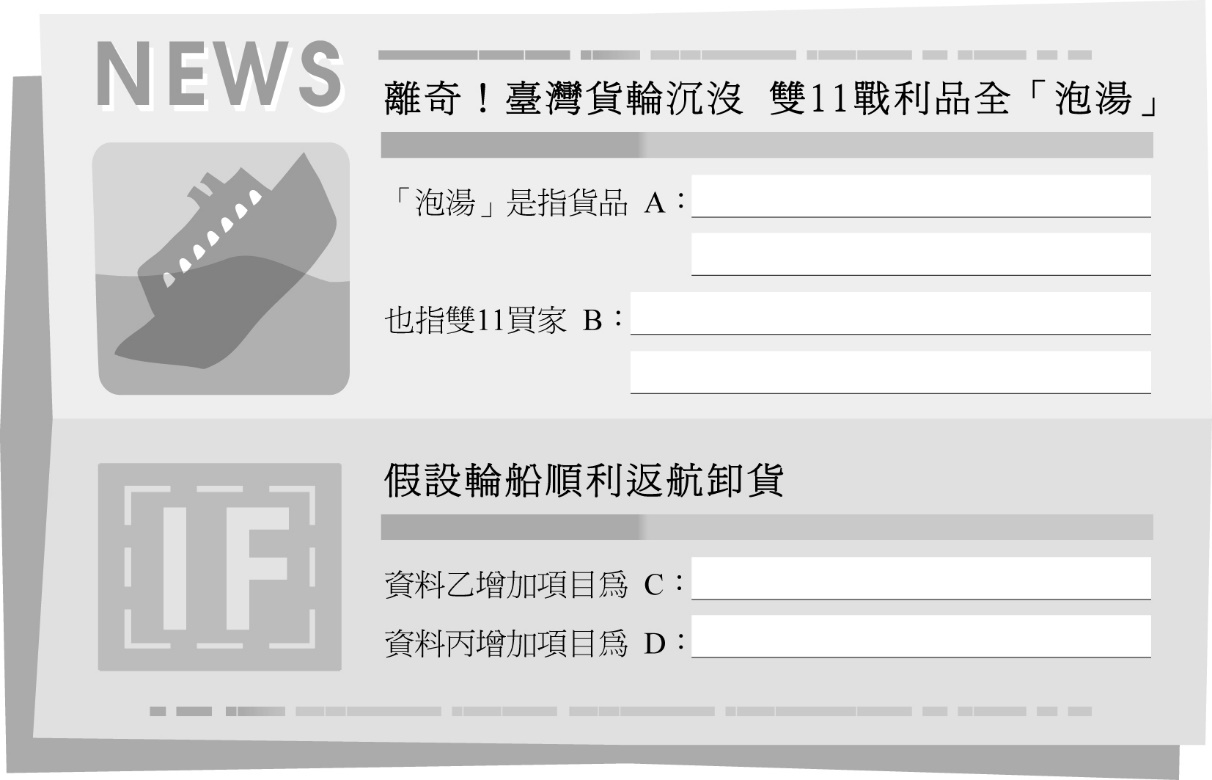 NEWS
離奇！臺灣貨輪沉沒 雙11戰利品全「泡湯」
「泡湯」是指貨品 A：
也指雙11買家 B：
IF
假設輪船順利返航卸貨
資料乙增加項目為 C：
資料丙增加項目為 D：